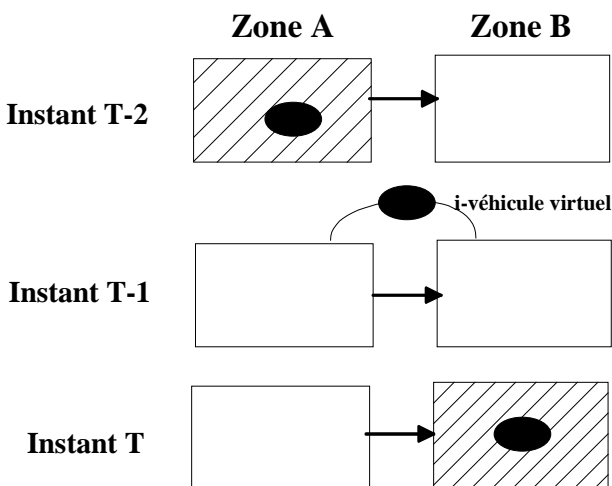 Zone A Zone B
Instant T-2
i-véhicule virtuel
Instant T-1
Instant T